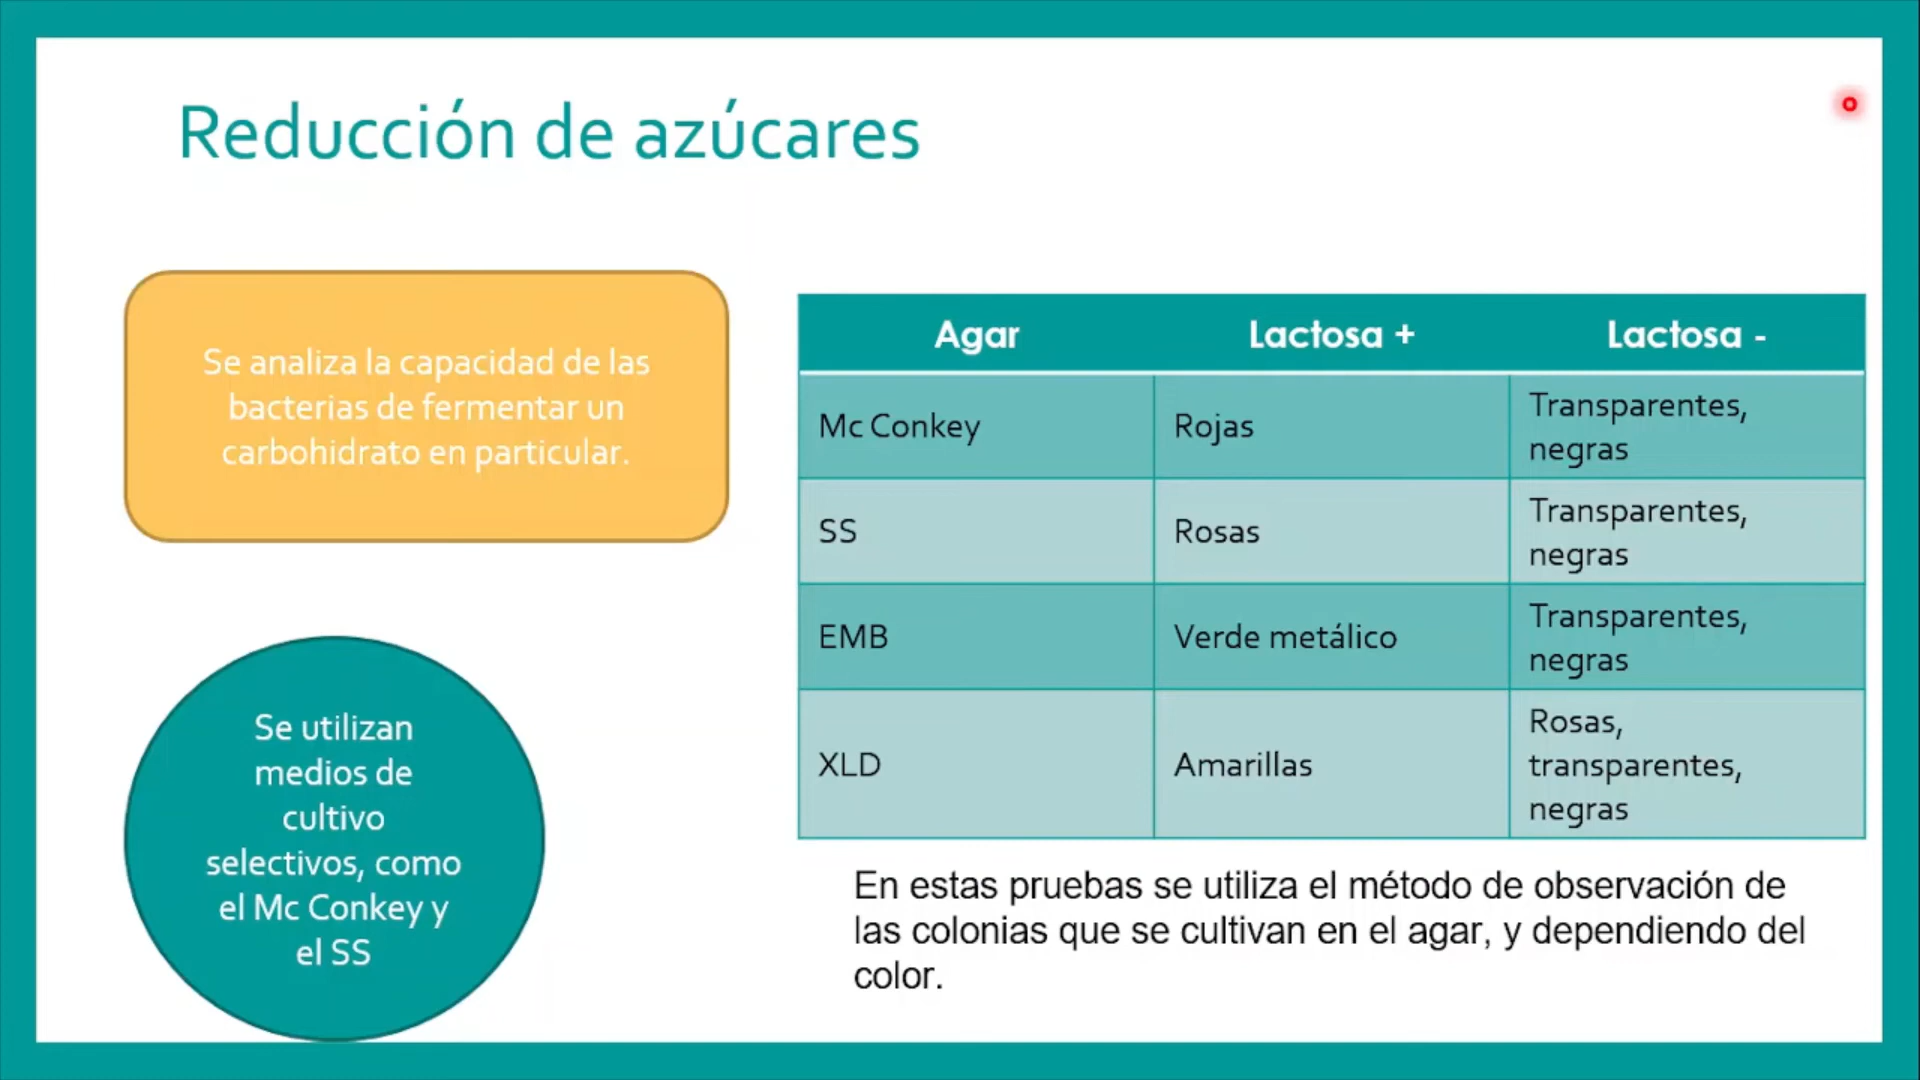 Reducción de azúcares
Se analiza la capacidad de las
bacterias de fermentar un
carbohidrato en particular.
Se utilizan
medios de
cultivo
selectivos, como
el Mc Conkey y
el SS
Agar Lactosa + Lactosa -
Mc Conkey Rojas Transparentes,
negras
SS Rosas Transparentes,
negras
EMB Verde metálico Transparentes,
negras
XLD Amarillas Rosas,
transparentes,
negras
En estas pruebas se utiliza el método de observación de
las colonias que se cultivan en el agar, y dependiendo del
color.